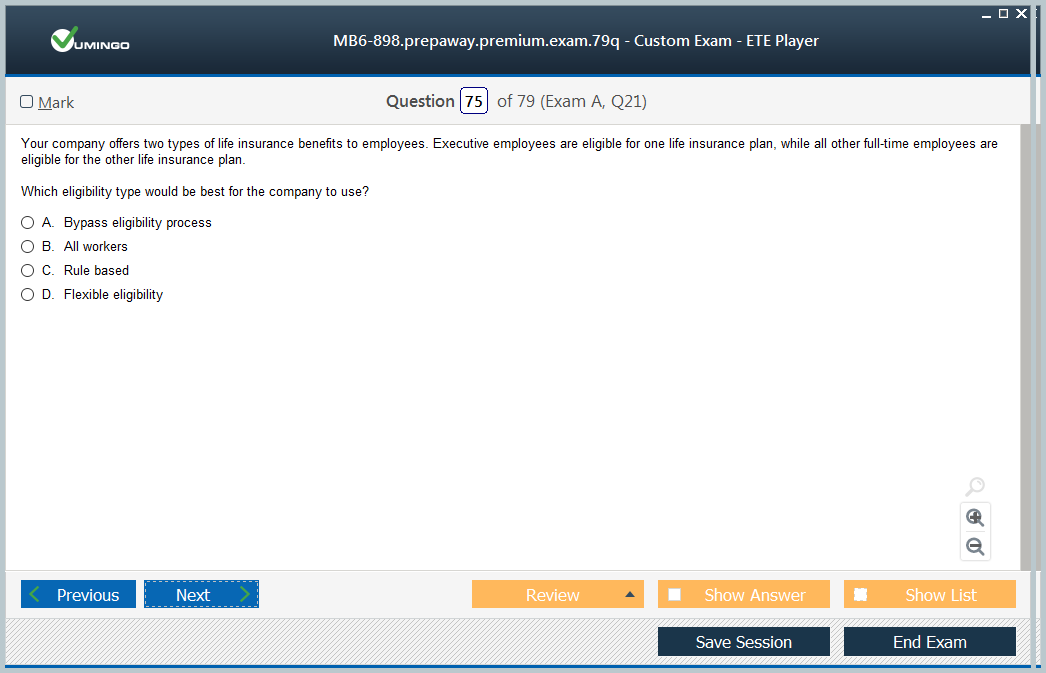 VUMINGO
MB6-898.prepaway.premium.exam.79q - Custom Exam - ETE Player
Mark
Question 75 of 79 (Exam A, Q21)
Your company offers two types of life insurance benefits to employees. Executive employees are eligible for one life insurance plan, while all other full-time employees are
eligible for the other life insurance plan.
Which eligibility type would be best for the company to use?
A. Bypass eligibility process
B. All workers
C. Rule based
D. Flexible eligibility
Previous
Next
Review
Show Answer
Show List
Save Session
End Exam